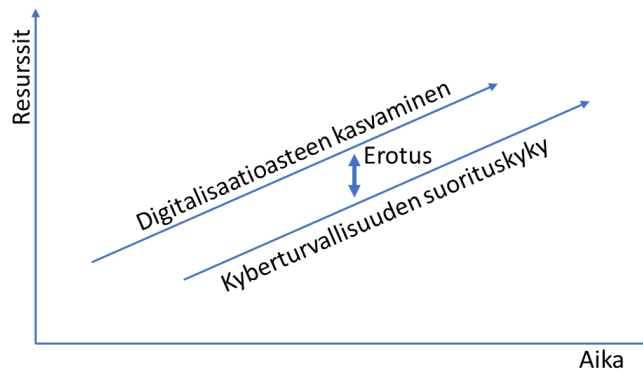 Resurssit
Digitalisaatioasteen kasvaminen
Erotus
Kyberturvallisuuden suorituskyky
Aika